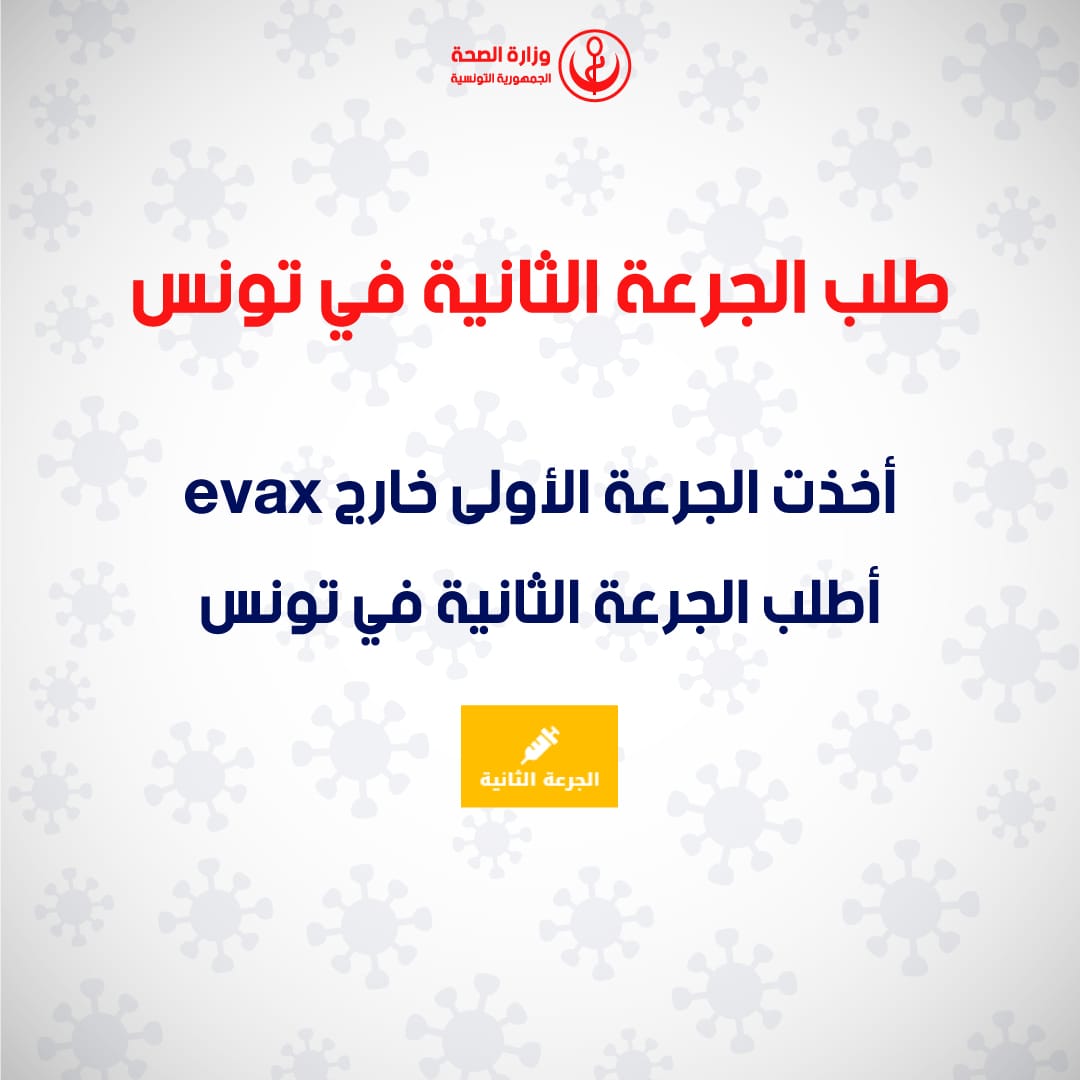 وزارة الصحة
الجمهورية التونسية
طلب الجرعة الثانية في تونس
أخذت الجرعة الأولى خارج evax
أطلب الجرعة الثانية في تونس
الجرعة الثانية